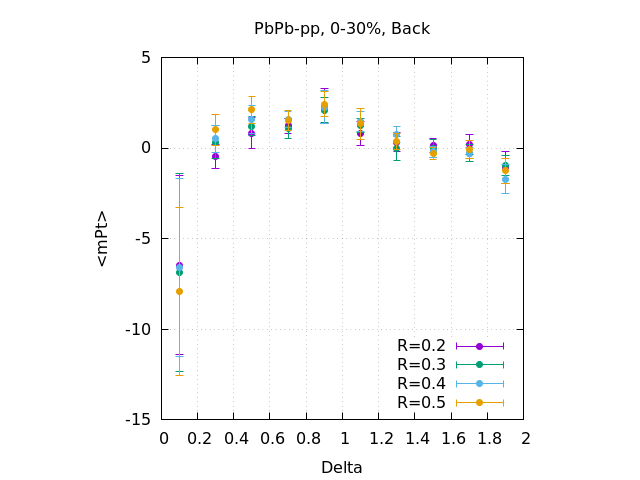 PbPb-pp, 0-30%, Back
5
0
-5
-10
-15
<mPt>
R=0.2
R=0.3
R=0.4
R=0.5
0 0.2 0.4 0.6 0.8 1 1.2 1.4 1.6 1.8 2
Delta